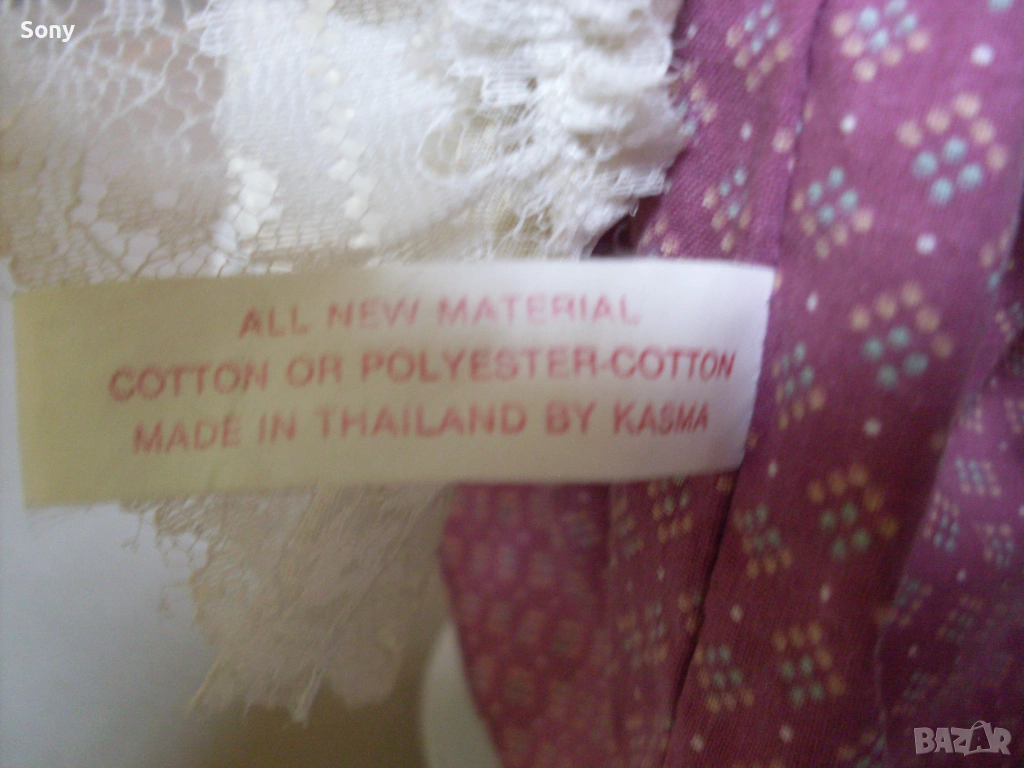 Sony
ALL NEW MATERIAL
COTTON OR POLYESTER-COTTON
MADE IN THAILAND BY KASMA
BAZAR